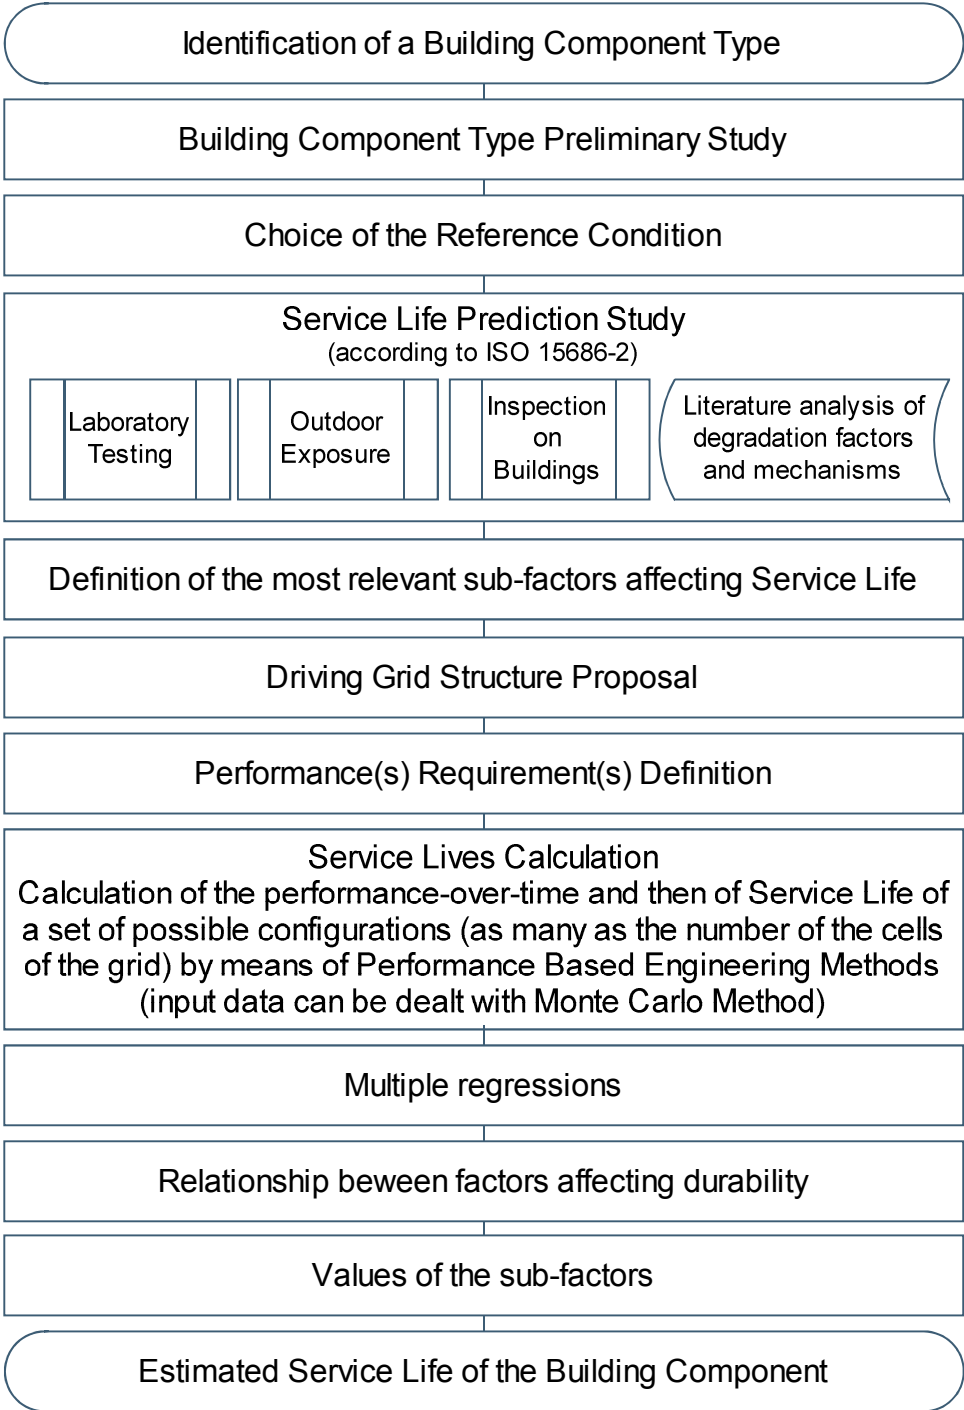 Identification of a Building Component Type
Building Component Type Preliminary Study
Choice of the Reference Condition
Service Life Prediction Study
(according to ISO 15686-2)
Laboratory
Testing
Outdoor
Exposure
Inspection
on
Buildings
Literature analysis of
degradation factors
and mechanisms
Definition of the most relevant sub-factors affecting Service Life
Driving Grid Structure Proposal
Performance(s) Requirement(s) Definition
Service Lives Calculation
Calculation of the performance-over-time and then of Service Life of
a set of possible configurations (as many as the number of the cells
of the grid) by means of Performance Based Engineering Methods
(input data can be dealt with Monte Carlo Method)
Multiple regressions
Relationship beween factors affecting durability
Values of the sub-factors
Estimated Service Life of the Building Component